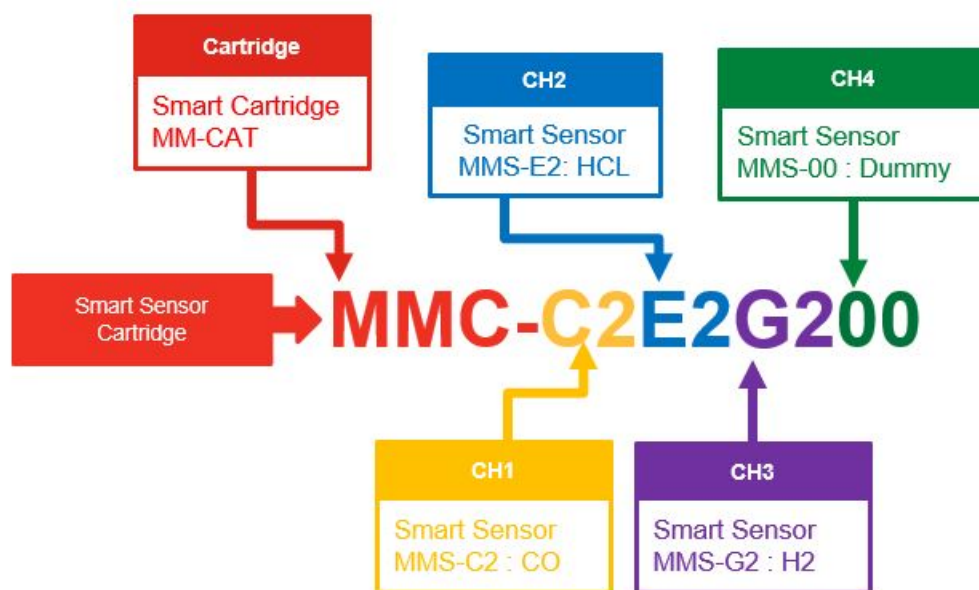 Cartridge
Smart Cartridge
MM-CAT
CH2
Smart Sensor
MMS-E2: HCL
CH4
Smart Sensor
MMS-00 : Dummy
Smart Sensor
Cartridge
MMC-C2E2G200
CH1
Smart Sensor
MMS-C2 : CO
CH3
Smart Sensor
MMS-G2 : H2